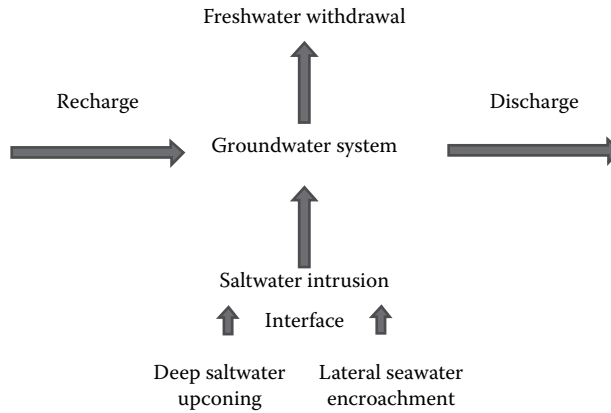 Freshwater withdrawal
Recharge
Discharge
Groundwater system
Saltwater intrusion
Interface
Deep saltwater
upconing
Lateral seawater
encroachment